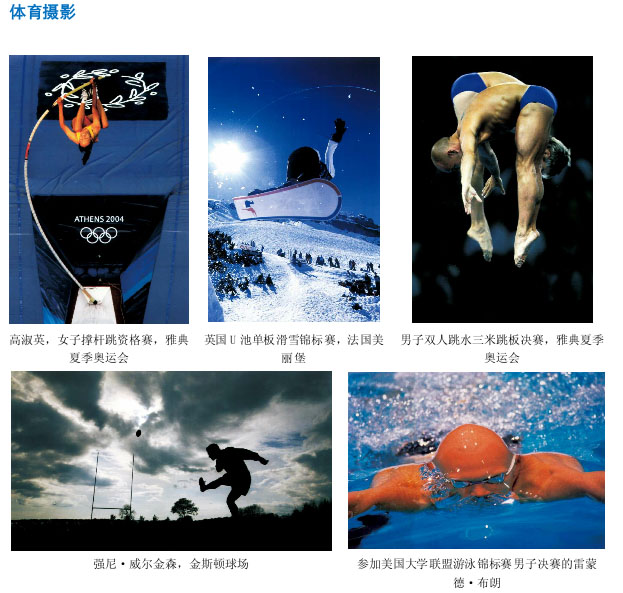 体育摄影
ATHENS 2004
高淑英，女子撑杆跳资格赛，雅典
夏季奥运会
英国 U 池单板滑雪锦标赛，法国美
丽堡
男子双人跳水三米跳板决赛，雅典夏季
奥运会
强尼·威尔金森，金斯顿球场
参加美国大学联盟游泳锦标赛男子决赛的雷蒙
德·布朗